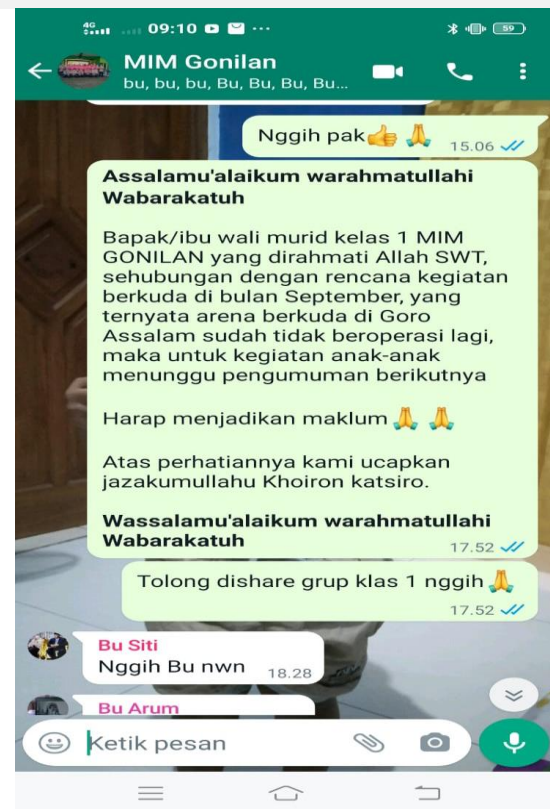 4G 09:10 ... 59
MIM Gonilan
bu, bu, bu, Bu, Bu, Bu, Bu...
Nggih pak👍🙏 15.06
Assalamu'alaikum warahmatullahi
Wabarakatuh
Bapak/ibu wali murid kelas 1 MIM
GONILAN yang dirahmati Allah SWT,
sehubungan dengan rencana kegiatan
berkuda di bulan September, yang
ternyata arena berkuda di Goro
Assalam sudah tidak beroperasi lagi,
maka untuk kegiatan anak-anak
menunggu pengumuman berikutnya
Harap menjadikan maklum🙏 🙏
Atas perhatiannya kami ucapkan
jazakumullahu Khoiron katsiro.
Wassalamu'alaikum warahmatullahi
Wabarakatuh 17.52
Tolong dishare grup klas 1 nggih🙏
17.52
Bu Siti
Nggih Bu nwn 18.28
Bu Arum
Ketik pesan